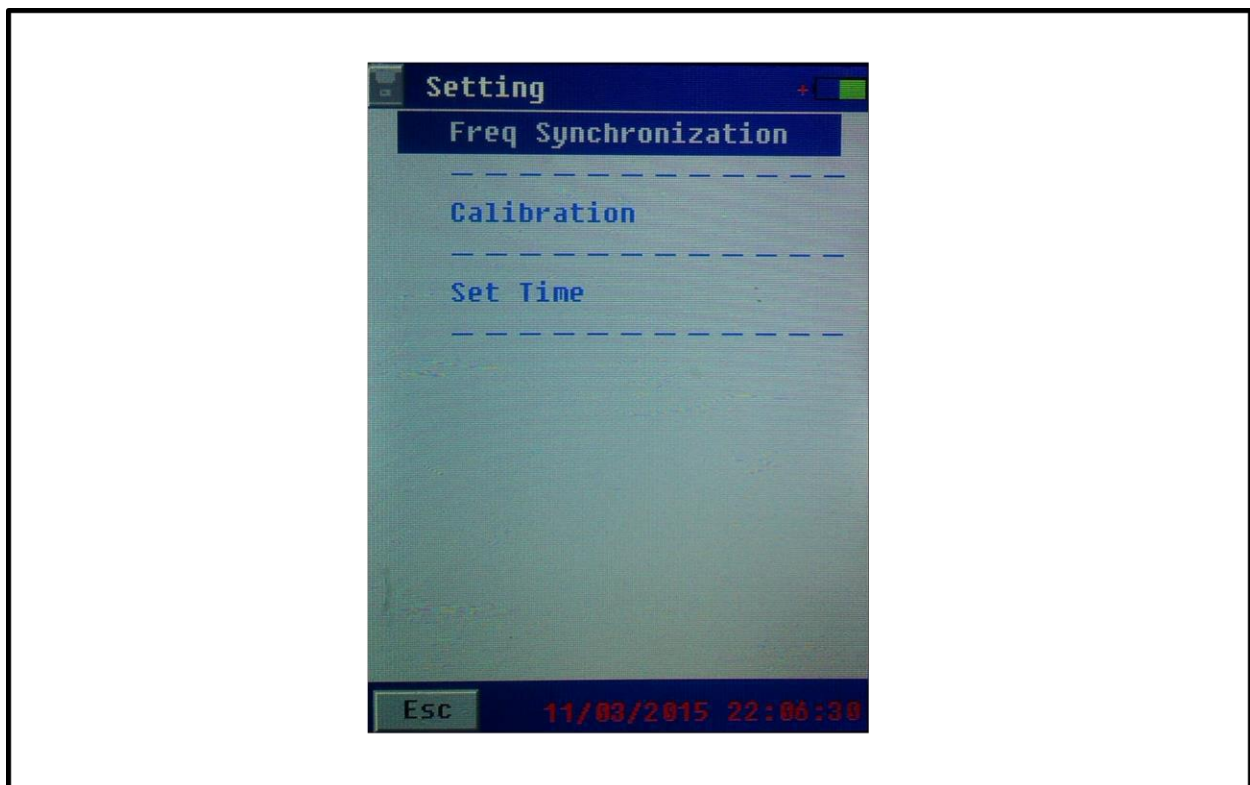 Setting
Freq Synchronization
Calibration
Set Time
Esc 11/03/2015 22:06:30